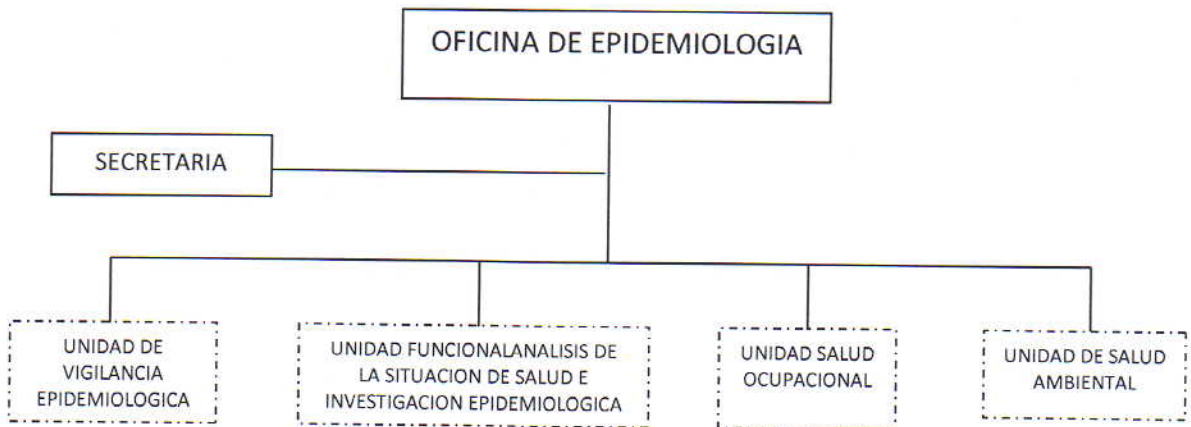 OFICINA DE EPIDEMIOLOGIA
SECRETARIA
UNIDAD DE
VIGILANCIA
EPIDEMIOLOGICA
UNIDAD FUNCIONALANALISIS DE
LA SITUACION DE SALUD E
INVESTIGACION EPIDEMIOLOGICA
UNIDAD SALUD
OCUPACIONAL
UNIDAD DE SALUD
AMBIENTAL